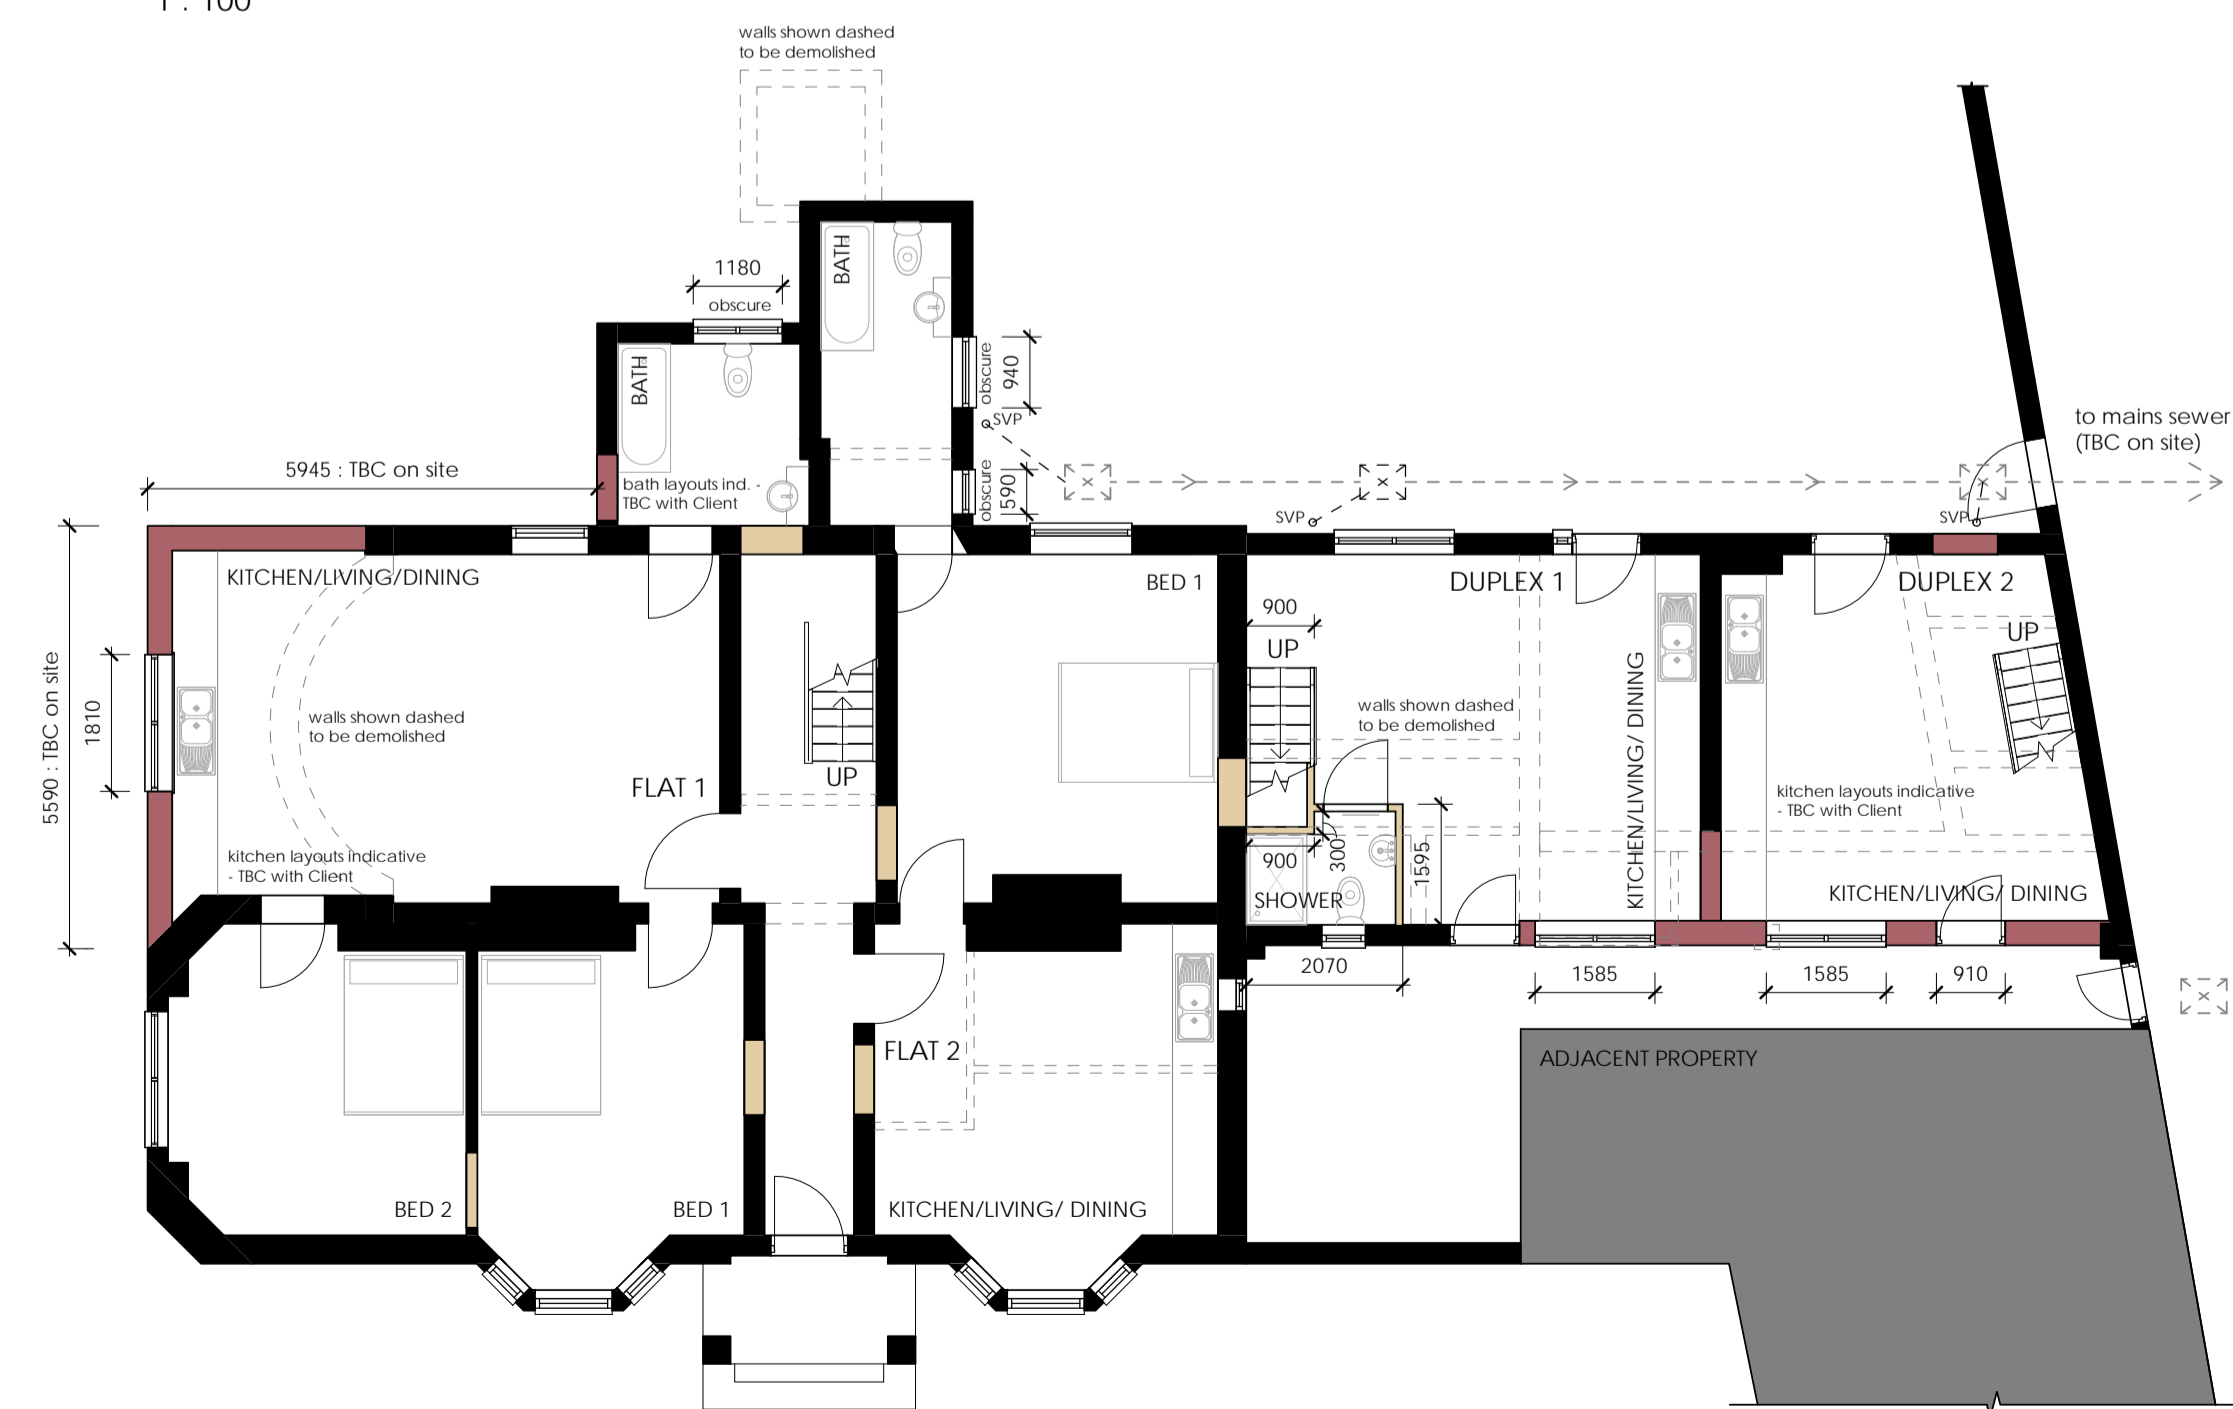 1 : 100
walls shown dashed
to be demolished
1180
obscure
BATH
BATH
obscure
940
SVP
obscure
590
to mains sewer
(TBC on site)
5945 : TBC on site
bath layouts ind. -
TBC with Client
SVP
SVP
KITCHEN/LIVING/DINING
BED 1
DUPLEX 1
DUPLEX 2
900
UP
UP
5590 : TBC on site
1810
walls shown dashed
to be demolished
FLAT 1
UP
walls shown dashed
to be demolished
KITCHEN/LIVING/ DINING
kitchen layouts indicative
- TBC with Client
kitchen layouts indicative
- TBC with Client
900
300
1595
SHOWER
KITCHEN/LIVING/ DINING
2070
1585
1585
910
FLAT 2
ADJACENT PROPERTY
BED 2
BED 1
KITCHEN/LIVING/ DINING